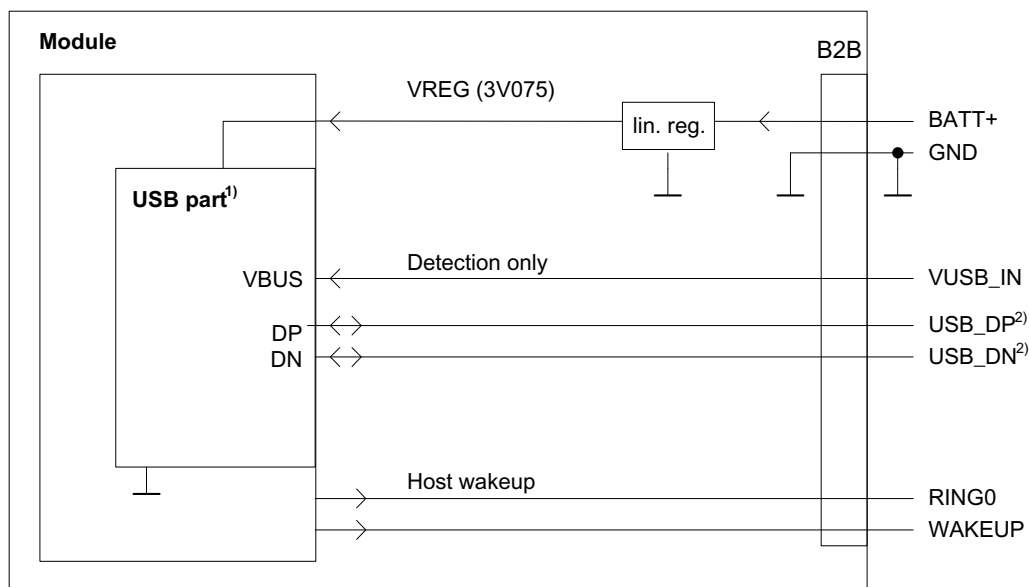 Module
B2B
VREG (3V075)
lin. reg.
BATT+
GND
USB part1)
Detection only
VBUS
VUSB_IN
DP
USB_DP2)
DN
USB_DN2)
Host wakeup
RING0
WAKEUP